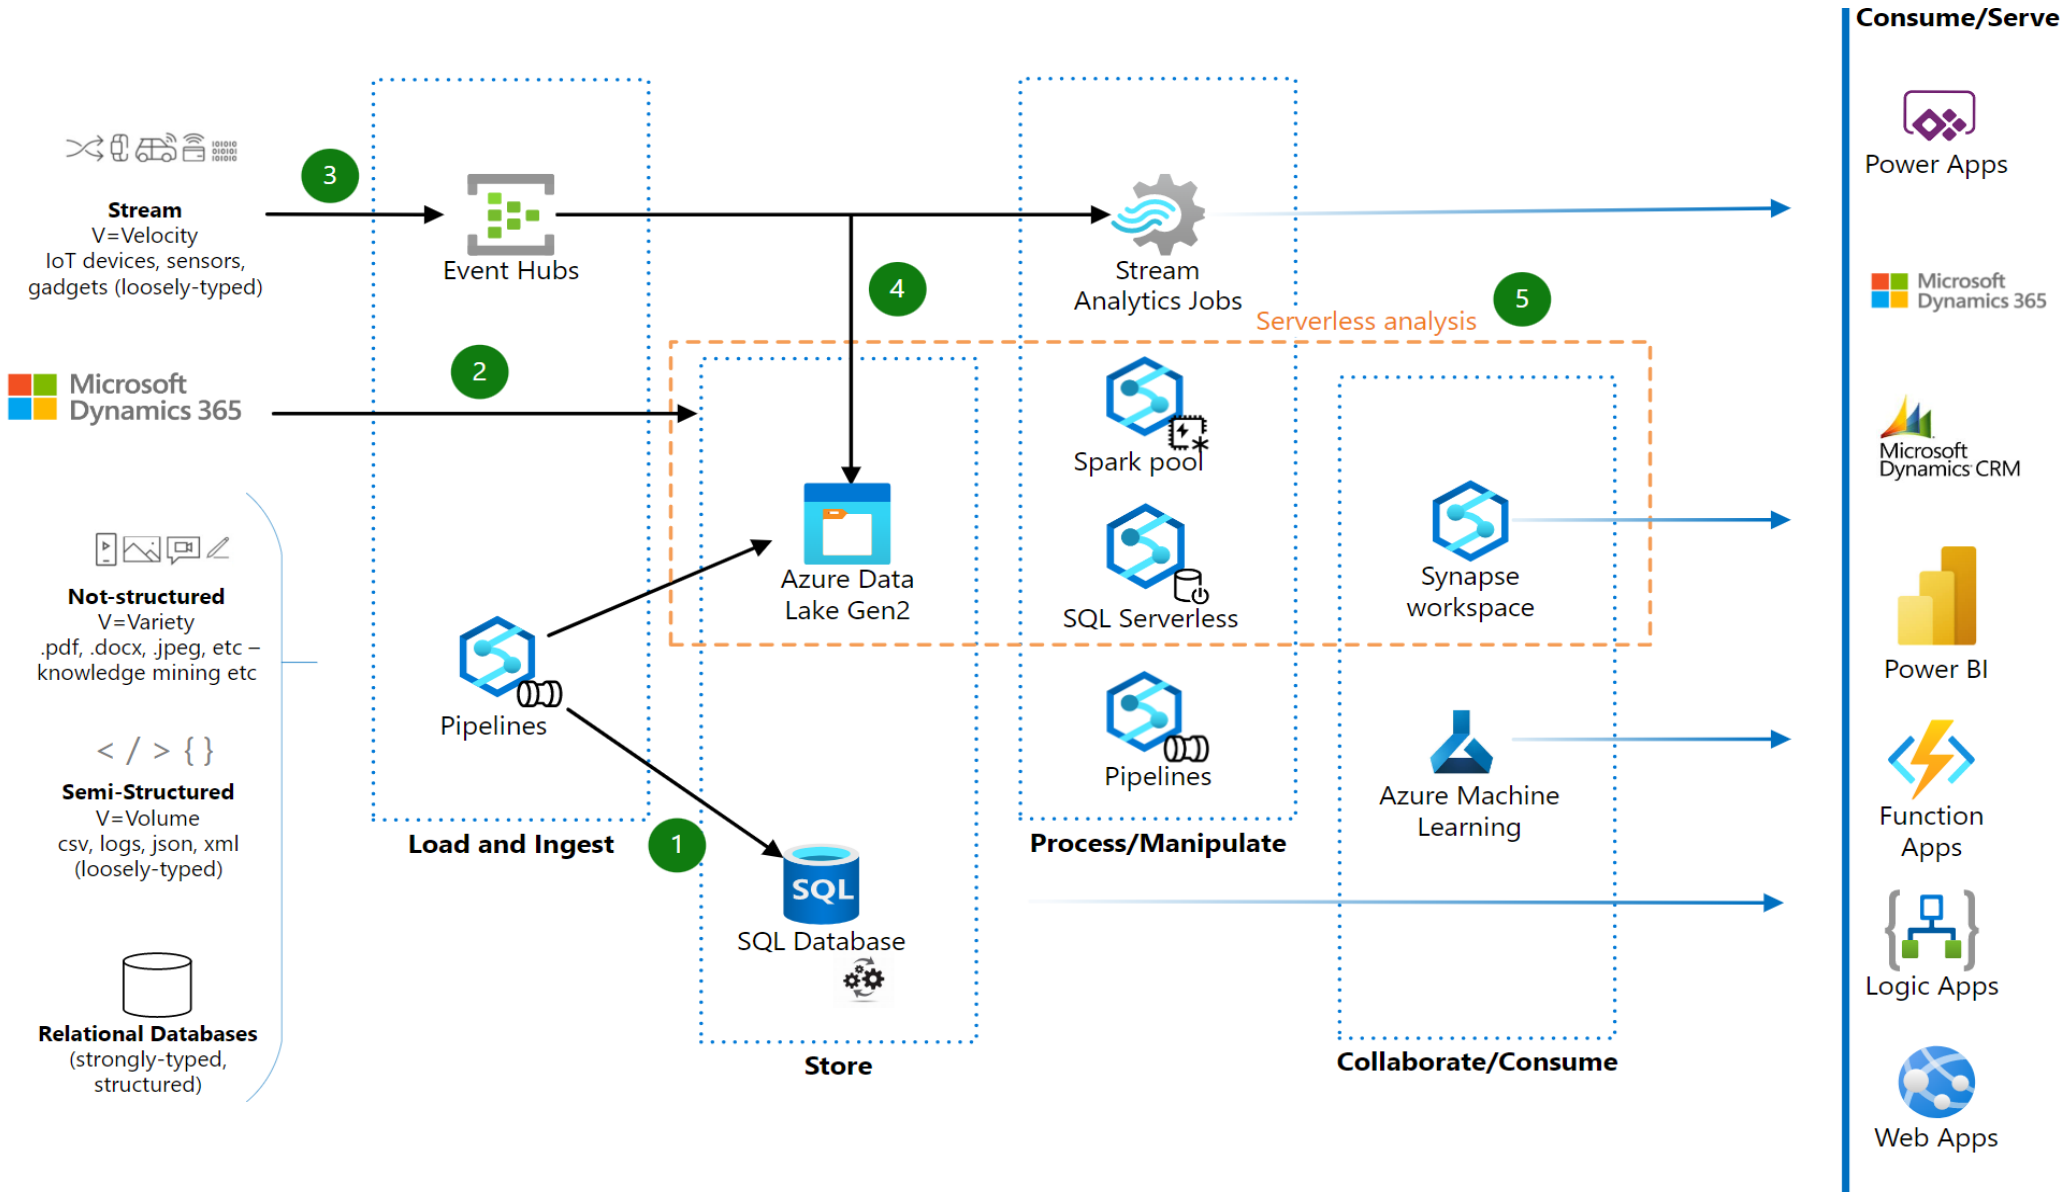 Consume/Serve
3
Stream
V=Velocity
IoT devices, sensors,
gadgets (loosely-typed)
Event Hubs
4
Stream
Analytics Jobs
Serverless analysis
5
2
Microsoft
Dynamics 365
Spark pool
Azure Data
Lake Gen2
SQL Serverless
Synapse
workspace
Not-structured
V=Variety
.pdf, .docx, .jpeg, etc –
knowledge mining etc
Pipelines
Pipelines
Azure Machine
Learning
< / > { }
Semi-Structured
V=Volume
csv, logs, json, xml
(loosely-typed)
Load and Ingest
1
Process/Manipulate
SQL
SQL Database
Relational Databases
(strongly-typed,
structured)
Store
Collaborate/Consume
Power Apps
Microsoft
Dynamics 365
Microsoft
Dynamics CRM
Power BI
Function
Apps
Logic Apps
Web Apps